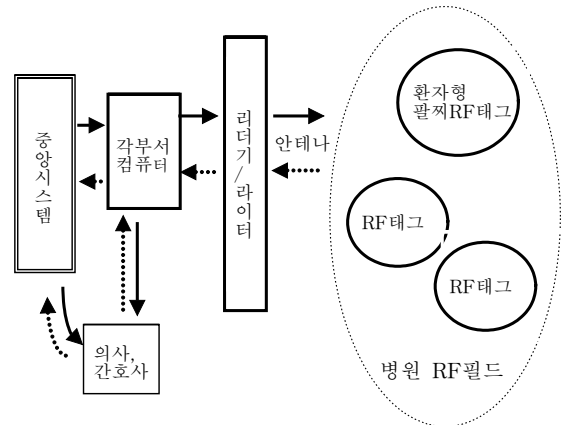 중앙시스템
각부서
컴퓨터
리더기/라이터
안테나
환자형
팔찌RF태그
RF태그
RF태그
병원 RF필드
의사,
간호사